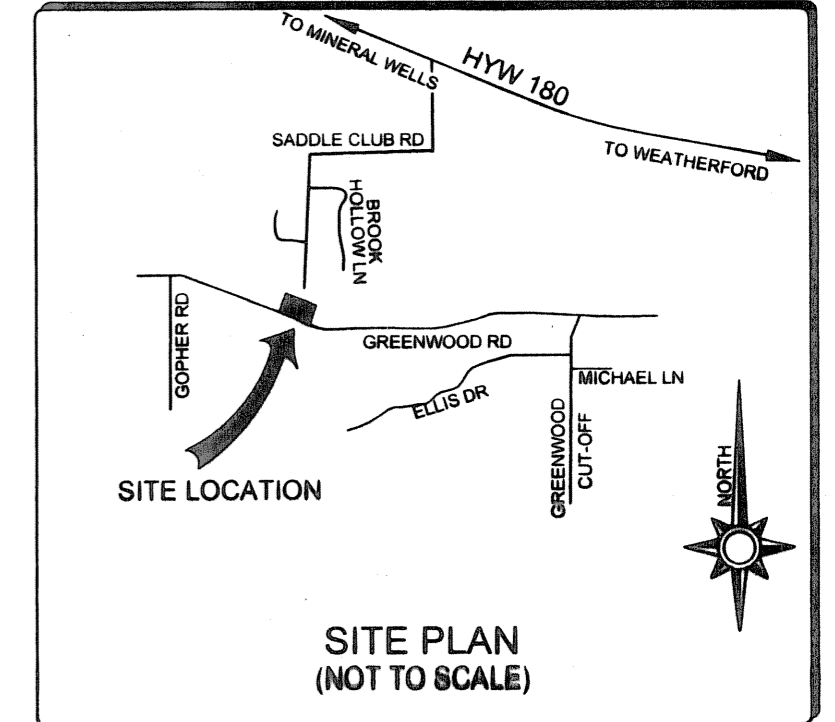 TO MINERAL WELLS
HYW 180
TO WEATHERFORD
SADDLE CLUB RD
BROOK
HOLLOW LN
GOPHER RD
GREENWOOD RD
MICHAEL LN
ELLIS DR
GREENWOOD
CUT-OFF
SITE LOCATION
NORTH
SITE PLAN
(NOT TO SCALE)